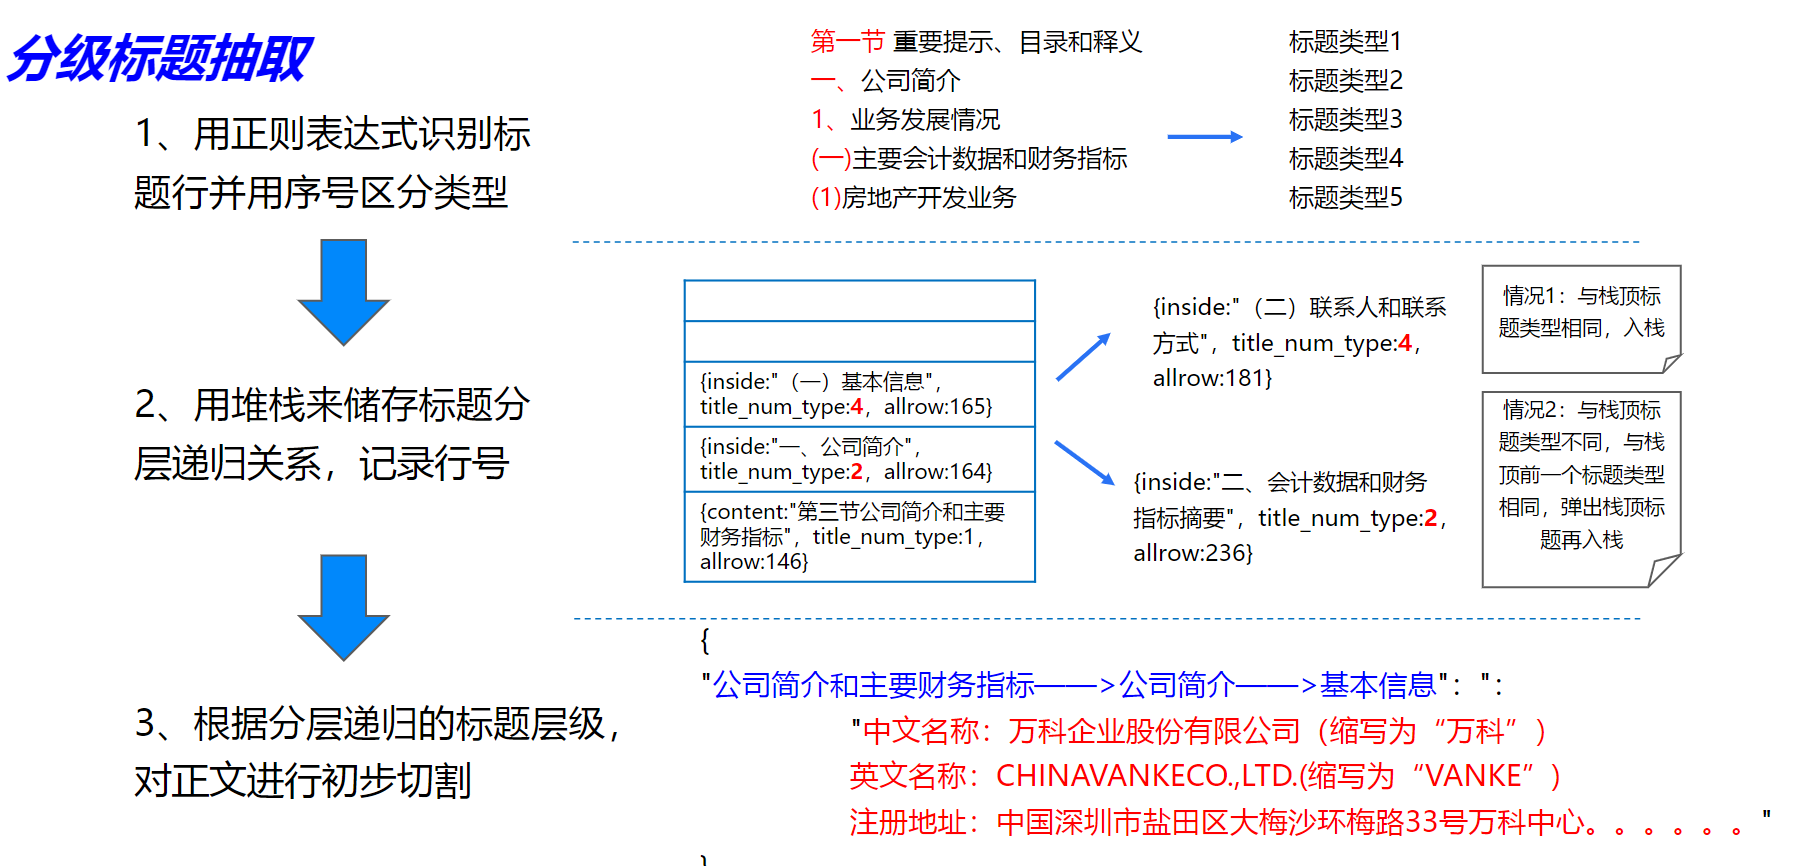 分级标题抽取
1、用正则表达式识别标
题行并用序号区分类型
第一节 重要提示、目录和释义
一、公司简介
1、业务发展情况
(一)主要会计数据和财务指标
(1)房地产开发业务
标题类型1
标题类型2
标题类型3
标题类型4
标题类型5
2、用堆栈来储存标题分
层递归关系，记录行号
{inside:"（一）基本信息",
title_num_type:4，allrow:165}
{inside:"一、公司简介",
title_num_type:2，allrow:164}
{content:"第三节公司简介和主要
财务指标"，title_num_type:1，
allrow:146}
{inside:"（二）联系人和联系
方式"，title_num_type:4，
allrow:181}
{inside:"二、会计数据和财务
指标摘要"，title_num_type:2，
allrow:236}
情况1：与栈顶标
题类型相同，入栈
情况2：与栈顶标
题类型不同，与栈
顶前一个标题类型
相同，弹出栈顶标
题再入栈
3、根据分层递归的标题层级，
对正文进行初步切割
{
"公司简介和主要财务指标——>公司简介——>基本信息"："：
"中文名称：万科企业股份有限公司（缩写为“万科”）
英文名称：CHINAVANKECO.,LTD.(缩写为“VANKE”)
注册地址：中国深圳市盐田区大梅沙环梅路33号万科中心。。。。。。"
}